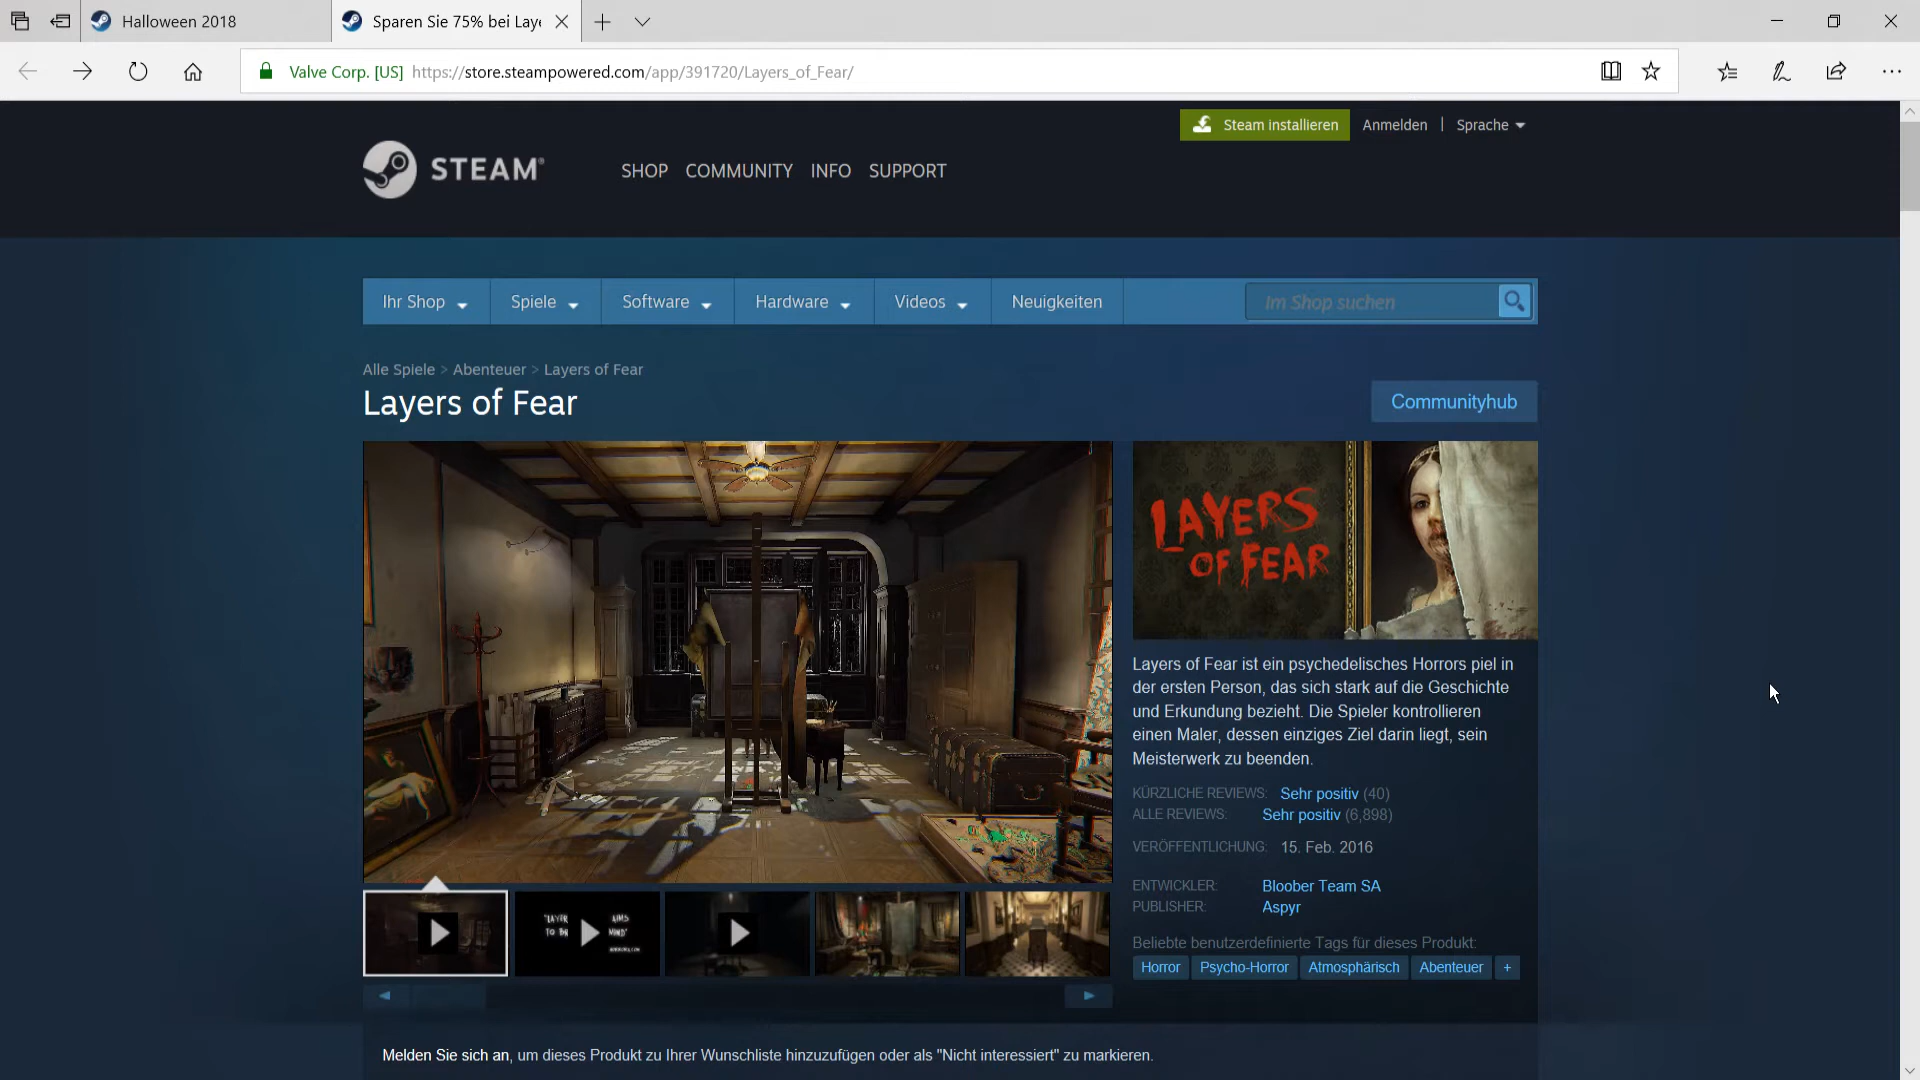 Halloween 2018
Sparen Sie 75% bei Laye
Valve Corp. [US] https://store.steampowered.com/app/391720/Layers_of_Fear/
Steam installieren Anmelden | Sprache
STEAM®
SHOP COMMUNITY INFO SUPPORT
Ihr Shop Spiele Software Hardware Videos Neuigkeiten Im Shop suchen
Alle Spiele > Abenteuer > Layers of Fear
Layers of Fear
Communityhub
LAYERS
OF FEAR
Layers of Fear ist ein psychedelisches Horrors piel in
der ersten Person, das sich stark auf die Geschichte
und Erkundung bezieht. Die Spieler kontrollieren
einen Maler, dessen einziges Ziel darin liegt, sein
Meisterwerk zu beenden.
KÜRZLICHE REVIEWS: Sehr positiv (40)
ALLE REVIEWS: Sehr positiv (6,898)
VERÖFFENTLICHUNG: 15. Feb. 2016
ENTWICKLER: Bloober Team SA
PUBLISHER: Aspyr
Beliebte benutzerdefinierte Tags für dieses Produkt:
Horror Psycho-Horror Atmosphärisch Abenteuer +
"LAYER AIMS
TO BR MIND"
Melden Sie sich an, um dieses Produkt zu Ihrer Wunschliste hinzuzufügen oder als "Nicht interessiert" zu markieren.